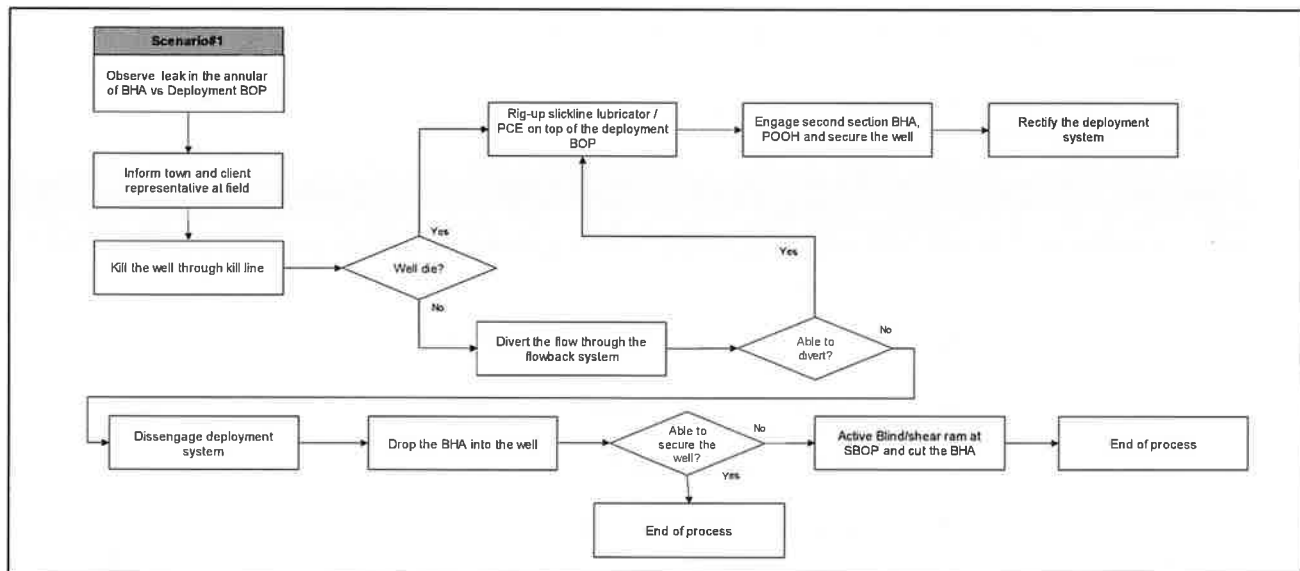 Scenario#1
Observe leak in the annular
of BHA vs Deployment BOP
Inform town and client
representative at field
Kill the well through kill line
Well die?
Yes
No
Rig-up slickline lubricator /
PCE on top of the deployment
BOP
Engage second section BHA,
POOH and secure the well
Rectify the deployment
system
Divert the flow through the
flowback system
Able to
divert?
Yes
No
Dissengage deployment
system
Drop the BHA into the well
Able to
secure the
well?
No
Yes
Active Blind/shear ram at
SBOP and cut the BHA
End of process
End of process